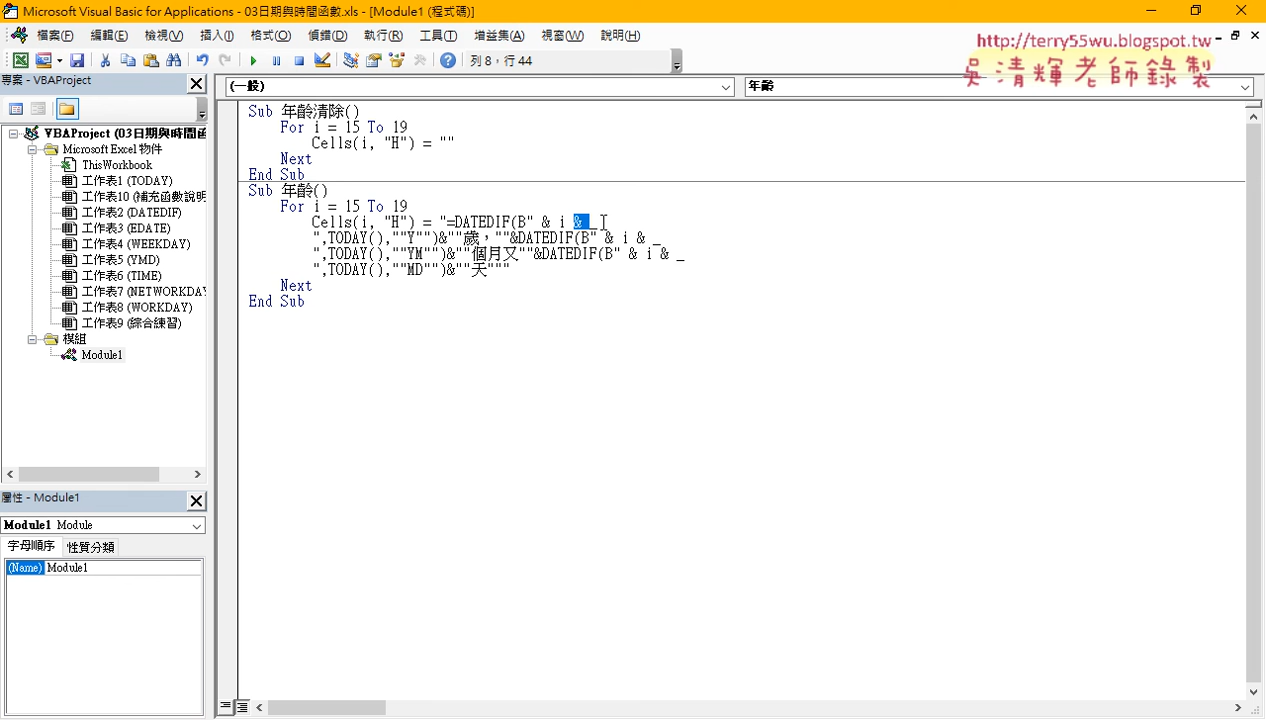 Microsoft Visual Basic for Applications - 03日期與時間函數.xls - [Module1 (程式碼)]
檔案(F) 編輯(E) 檢視(V) 插入(I) 格式(O) 偵錯(D) 執行(R) 工具(T) 增益集(A) 視窗(W) 說明(H)
http://terry55wu.blogspot.tw
吳清輝老師錄製
列 8，行 44
專案 - VBAProject
(一般)
年齡
VBAProject (03日期與時間函
Microsoft Excel 物件
ThisWorkbook
工作表1 (TODAY)
工作表10 (補充函數說明
工作表2 (DATEDIF)
工作表3 (EDATE)
工作表4 (WEEKDAY)
工作表5 (YMD)
工作表6 (TIME)
工作表7 (NETWORKDAY
工作表8 (WORKDAY)
工作表9 (綜合練習)
模組
Module1
Sub 年齡清除()
For i = 15 To 19
Cells(i, "H") = ""
Next
End Sub
Sub 年齡()
For i = 15 To 19
Cells(i, "H") = "=DATEDIF(B" & i & _
",TODAY(),""Y"")&""歲，""&DATEDIF(B" & i & _
",TODAY(),""YM"")&""個月又""&DATEDIF(B" & i & _
",TODAY(),""MD"")&""天"""
Next
End Sub
屬性 - Module1
Module1 Module
字母順序 性質分類
(Name) Module1